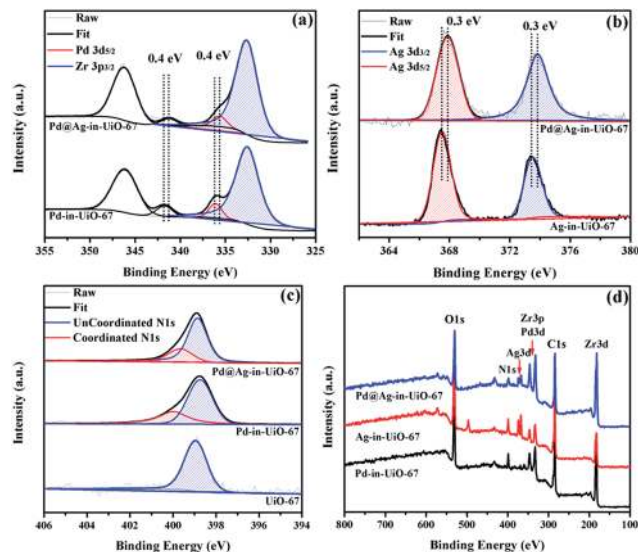 (a)
Raw
Fit
Pd 3d5/2
Zr 3p3/2
0.4 eV
0.4 eV
Pd@Ag-in-UiO-67
Pd-in-UiO-67
Intensity (a.u.)
355 350 345 340 335 330 325
Binding Energy (eV)
(b)
Raw
Fit
Ag 3d3/2
Ag 3d5/2
0.3 eV
0.3 eV
Pd@Ag-in-UiO-67
Ag-in-UiO-67
Intensity (a.u.)
364 368 372 376 380
Binding Energy (eV)
(c)
Raw
Fit
UnCoordinated N1s
Coordinated N1s
Pd@Ag-in-UiO-67
Pd-in-UiO-67
UiO-67
Intensity (a.u.)
406 404 402 400 398 396 394
Binding Energy (eV)
(d)
O1s
Zr3p
Pd3d
Ag3d
N1s
C1s
Zr3d
Pd@Ag-in-UiO-67
Ag-in-UiO-67
Pd-in-UiO-67
Intensity (a.u.)
800 700 600 500 400 300 200 100
Binding Energy (eV)